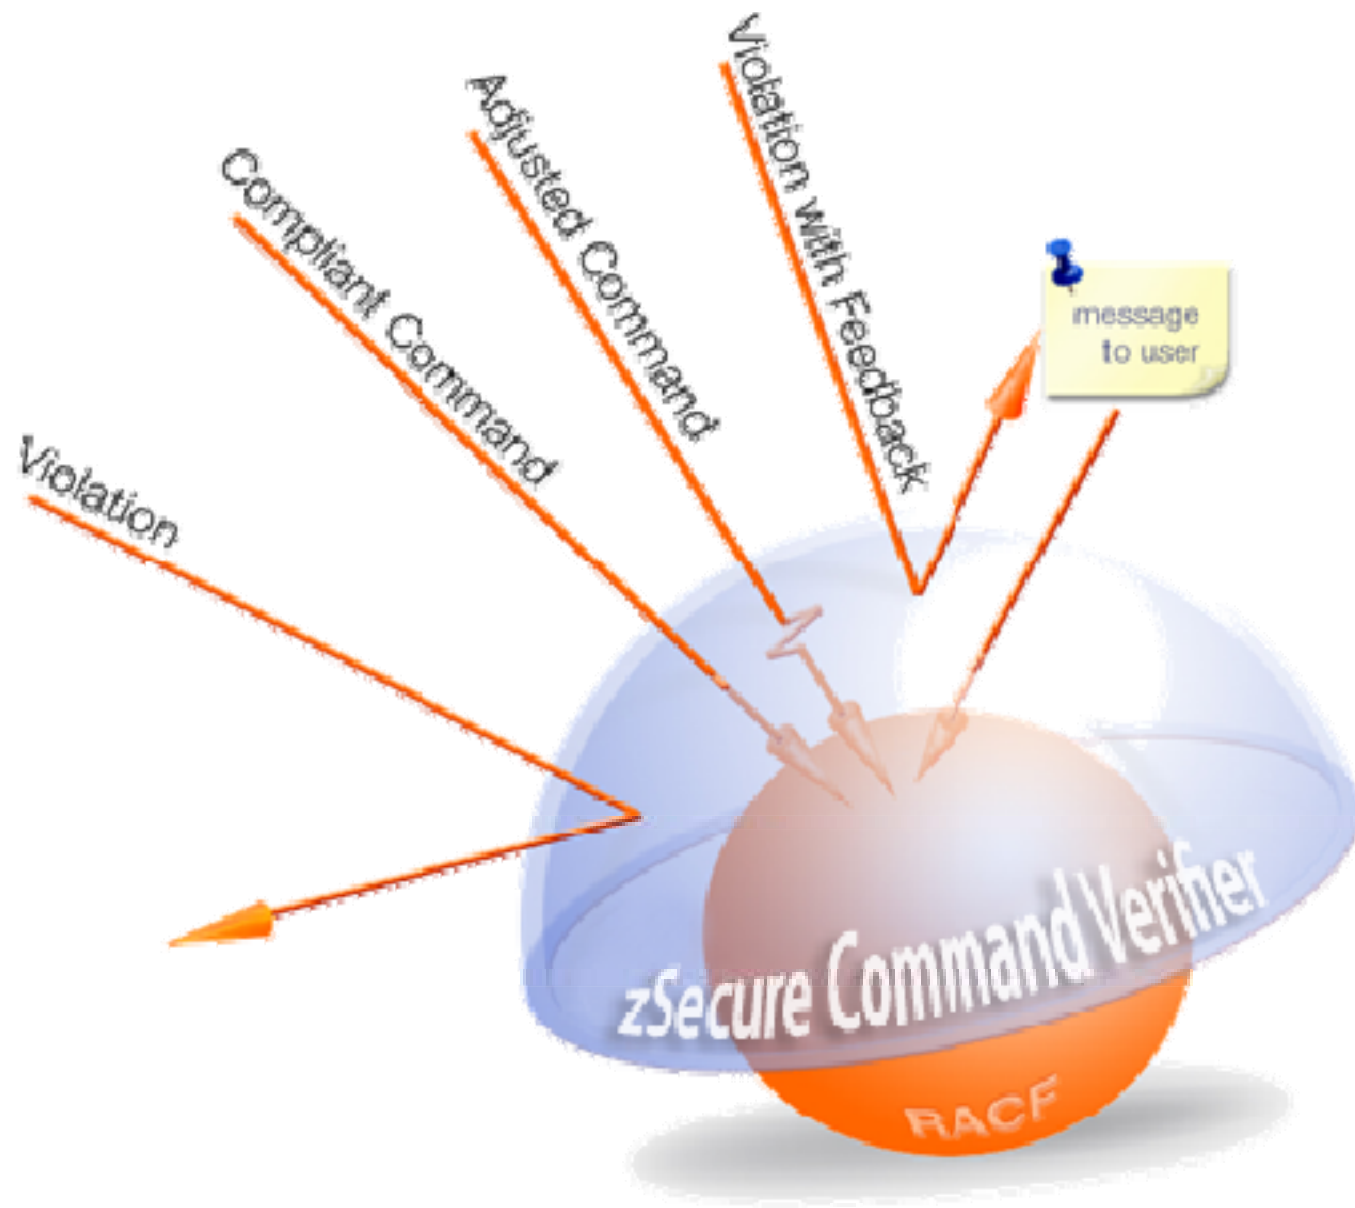 Violation with Feedback
Adjusted Command
Compliant Command
Violation
message
to user
zSecure Command Verifier
RACF